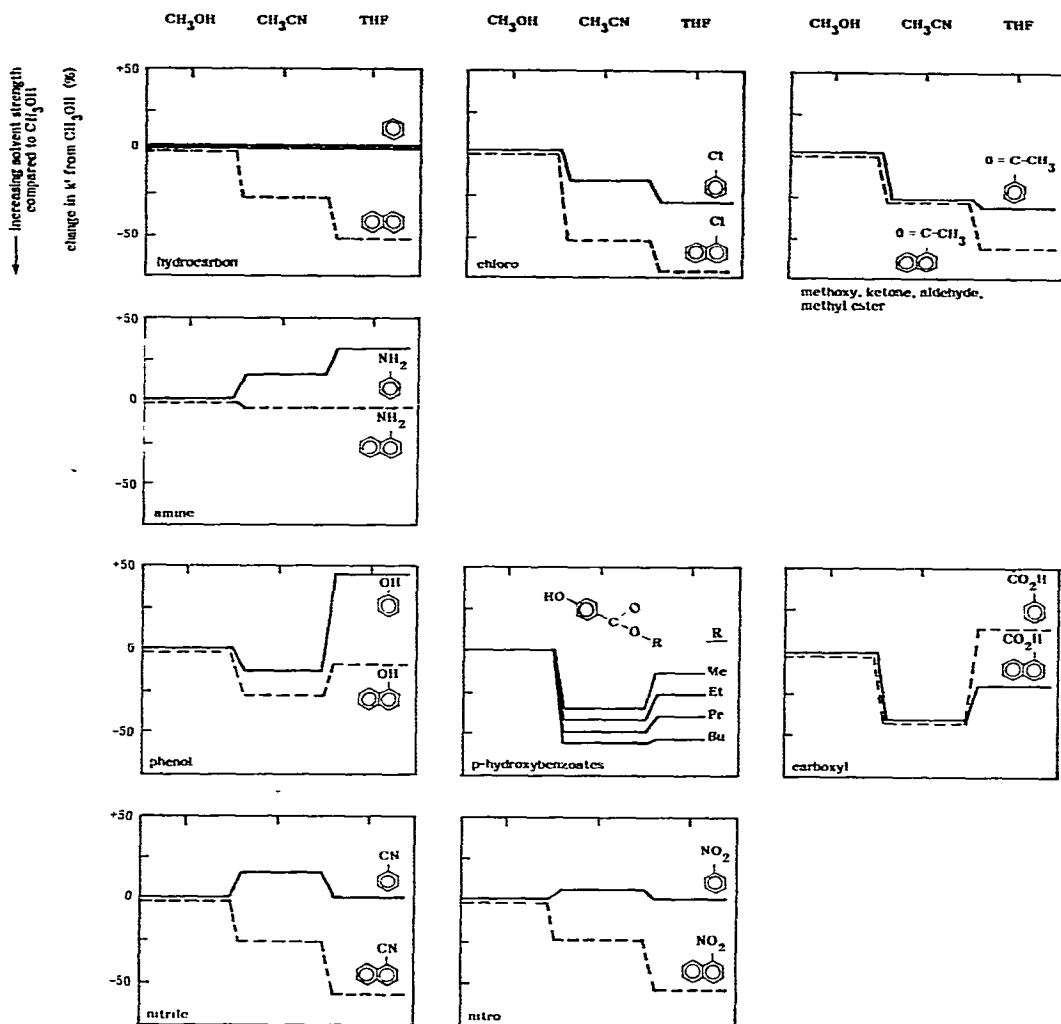 CH3OH CH3CN THF CH3OH CH3CN THF CH3OH CH3CN THF
Increasing solvent strength
compared to CH3OH
change in k' from CH3OH (%)
+50
0
-50
hydrocarbon
Cl
Cl
chloro
O = C-CH3
O = C-CH3
methoxy, ketone, aldehyde,
methyl ester
+50
0
-50
NH2
NH2
amine
+50
0
-50
OH
OH
phenol
HO
C
O
O
R
R
Me
Et
Pr
Bu
p-hydroxybenzoates
CO2H
CO2H
carboxyl
+50
0
-50
CN
CN
nitrile
NO2
NO2
nitro